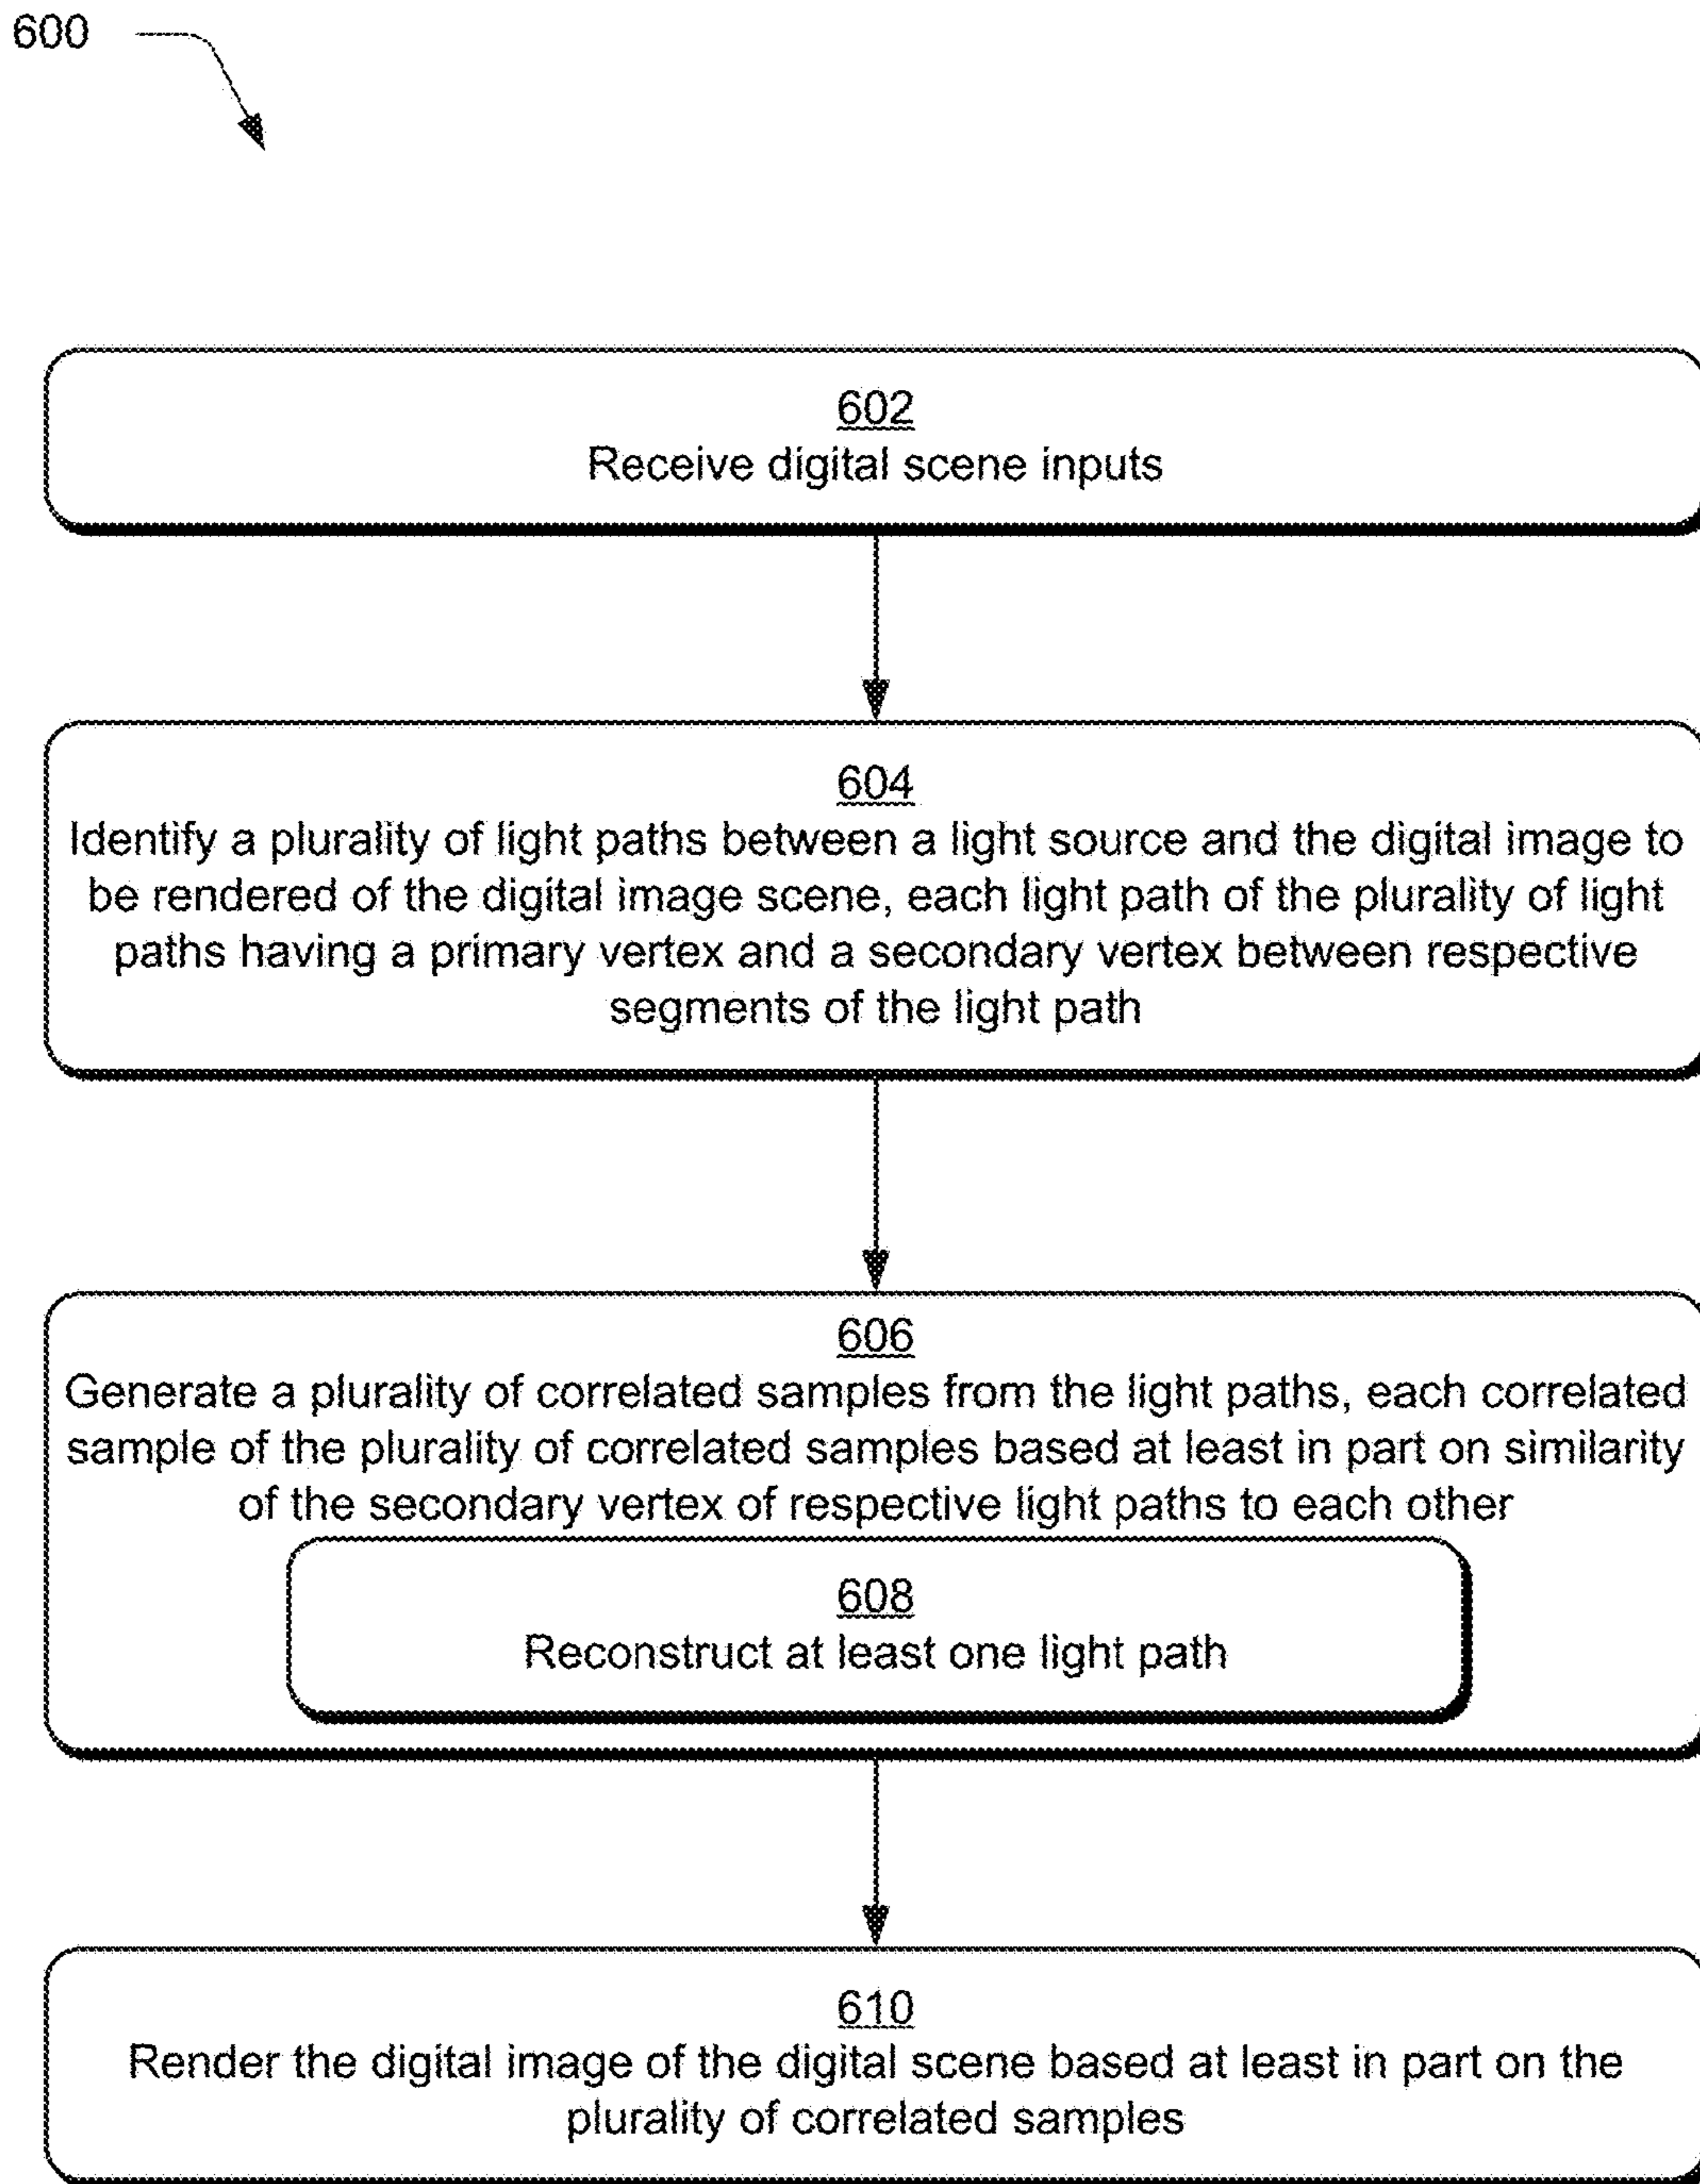 600
602
Receive digital scene inputs
604
Identify a plurality of light paths between a light source and the digital image to
be rendered of the digital image scene, each light path of the plurality of light
paths having a primary vertex and a secondary vertex between respective
segments of the light path
606
Generate a plurality of correlated samples from the light paths, each correlated
sample of the plurality of correlated samples based at least in part on similarity
of the secondary vertex of respective light paths to each other
608
Reconstruct at least one light path
610
Render the digital image of the digital scene based at least in part on the
plurality of correlated samples